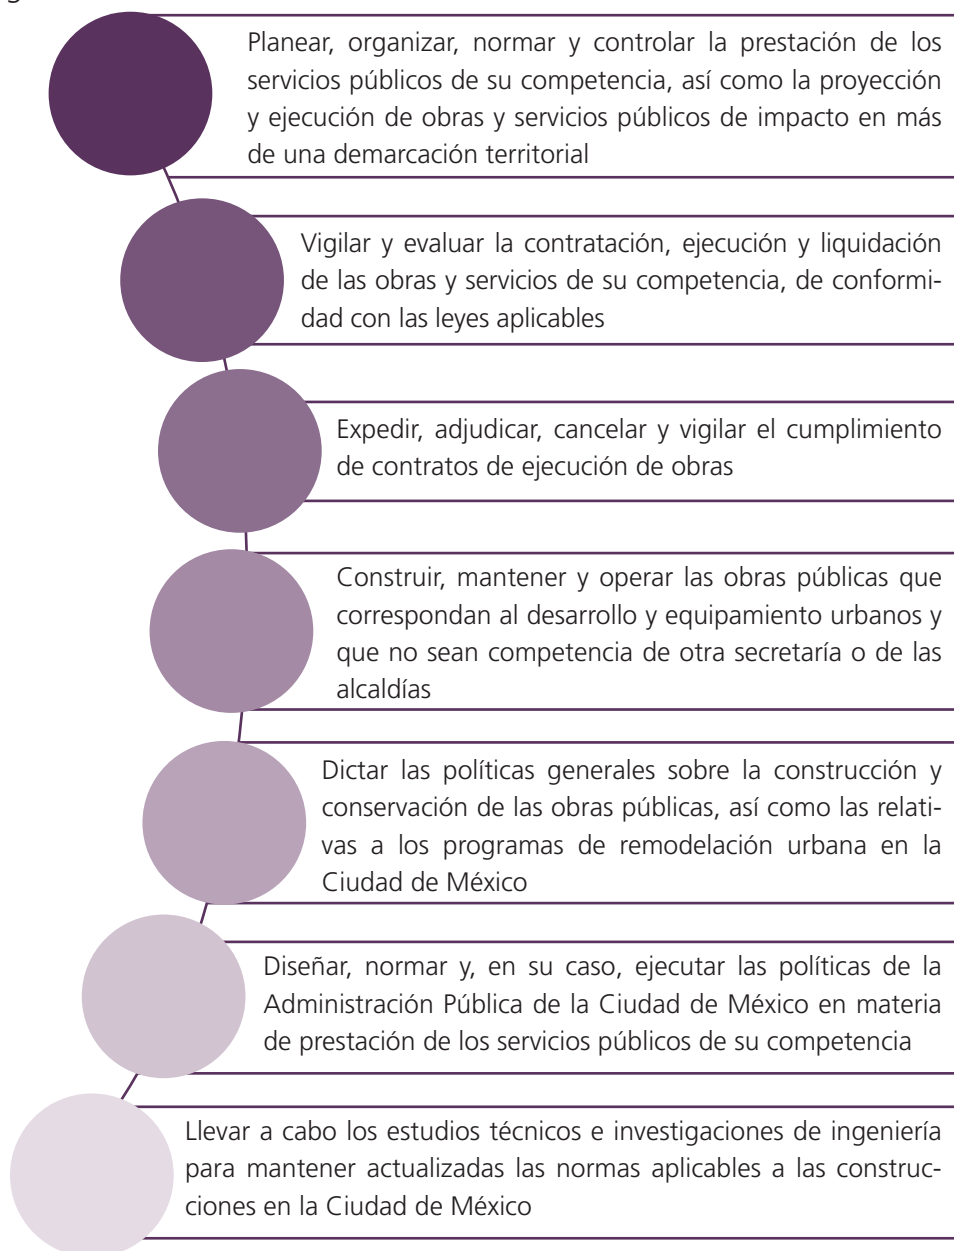 Planear, organizar, normar y controlar la prestación de los
servicios públicos de su competencia, así como la proyección
y ejecución de obras y servicios públicos de impacto en más
de una demarcación territorial
Vigilar y evaluar la contratación, ejecución y liquidación
de las obras y servicios de su competencia, de conformi-
dad con las leyes aplicables
Expedir, adjudicar, cancelar y vigilar el cumplimiento
de contratos de ejecución de obras
Construir, mantener y operar las obras públicas que
correspondan al desarrollo y equipamiento urbanos y
que no sean competencia de otra secretaría o de las
alcaldías
Dictar las políticas generales sobre la construcción y
conservación de las obras públicas, así como las relati-
vas a los programas de remodelación urbana en la
Ciudad de México
Diseñar, normar y, en su caso, ejecutar las políticas de la
Administración Pública de la Ciudad de México en materia
de prestación de los servicios públicos de su competencia
Llevar a cabo los estudios técnicos e investigaciones de ingeniería
para mantener actualizadas las normas aplicables a las construc-
ciones en la Ciudad de México